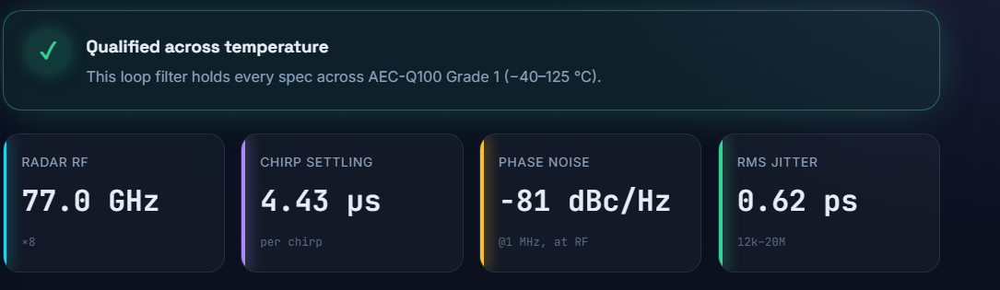 Qualified across temperature
This loop filter holds every spec across AEC-Q100 Grade 1 (−40–125 °C).
RADAR RF
77.0 GHz
×8
CHIRP SETTLING
4.43 µs
per chirp
PHASE NOISE
-81 dBc/Hz
@1 MHz, at RF
RMS JITTER
0.62 ps
12k–20M